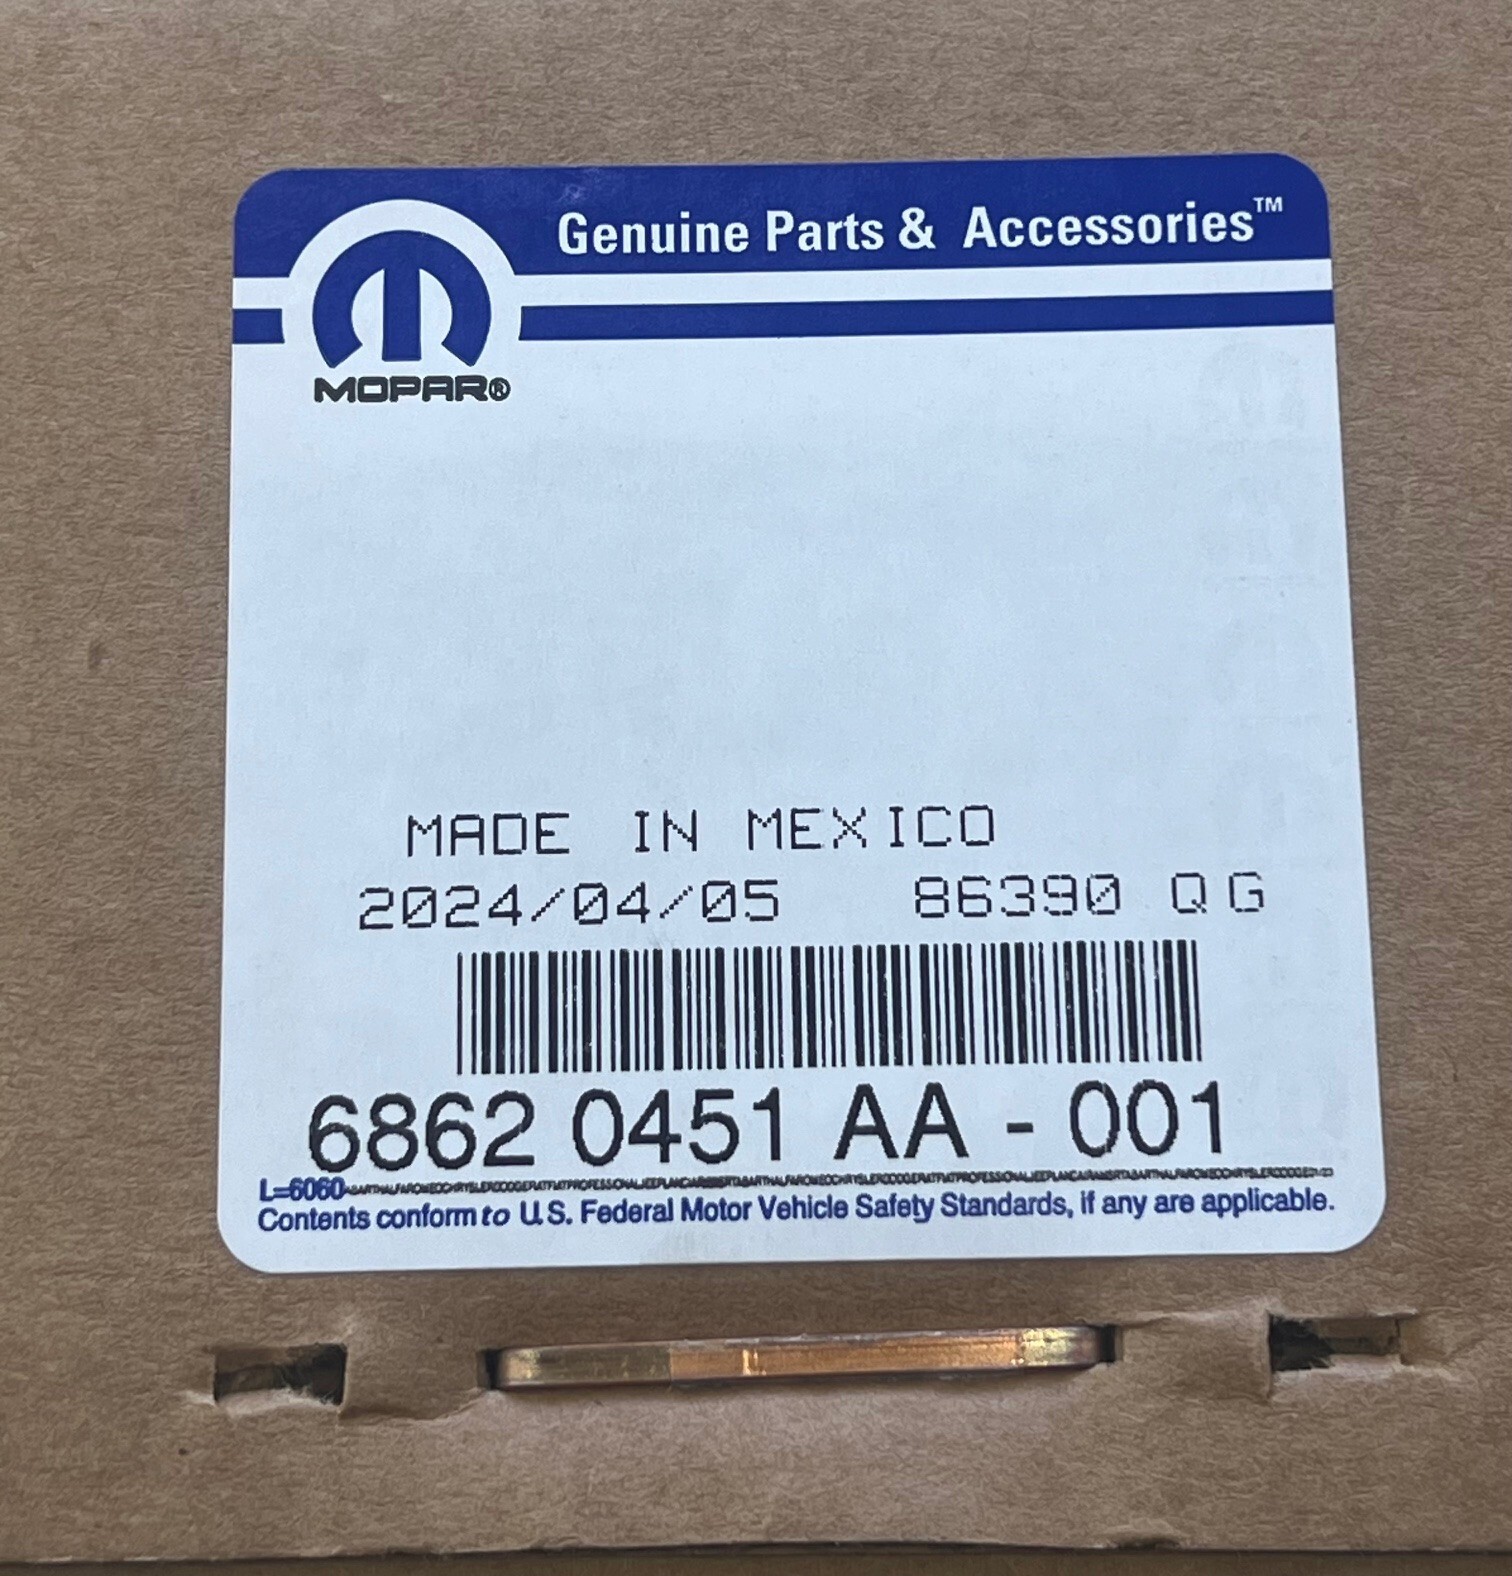 Genuine Parts & Accessories™
MOPAR®
MADE IN MEXICO
2024/04/05 86390 QG
6862 0451 AA - 001
L=6060
Contents conform to U.S. Federal Motor Vehicle Safety Standards, if any are applicable.